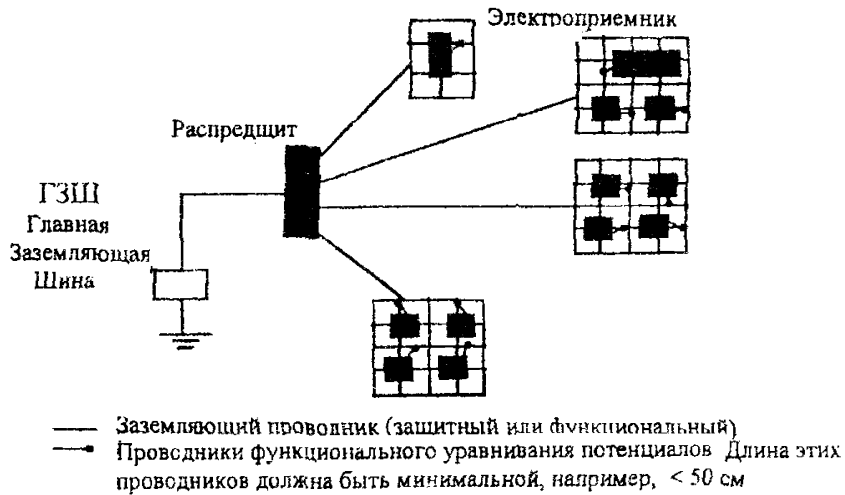 Электроприемник
Распредщит
ГЗШ
Главная
Заземляющая
Шина
Заземляющий проводник (защитный или функциональный)
Проводники функционального уравнивания потенциалов Длина этих
проводников должна быть минимальной, например, < 50 см